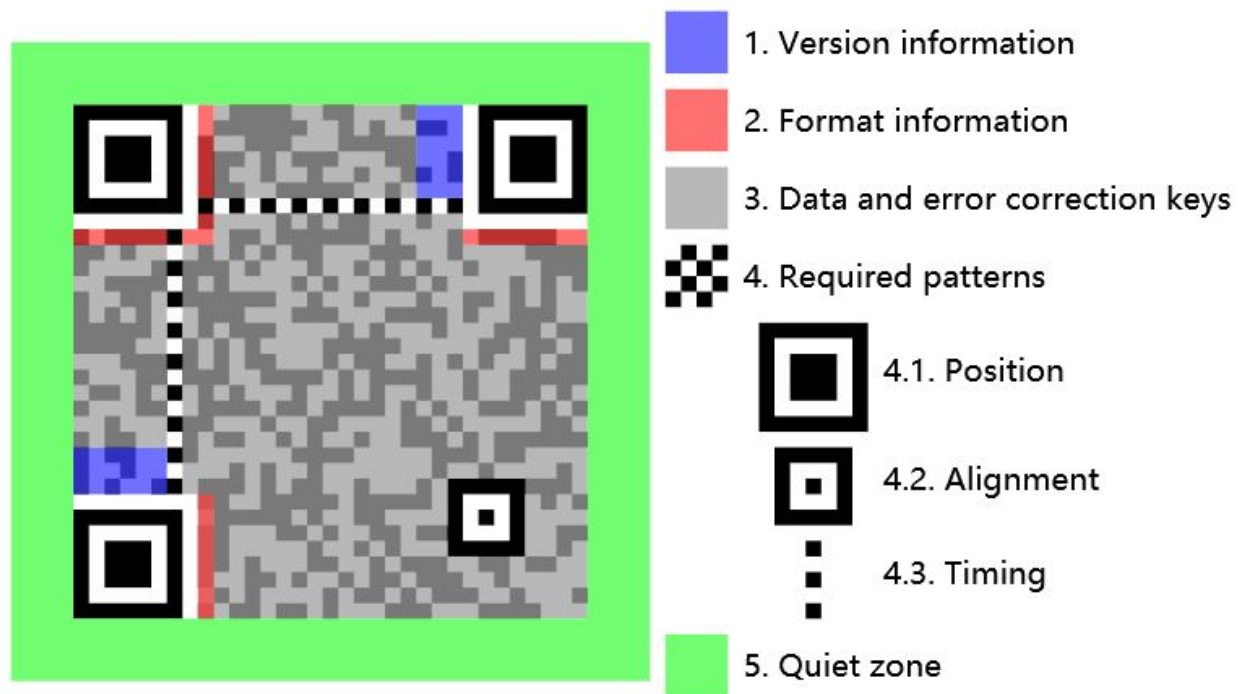 1. Version information
2. Format information
3. Data and error correction keys
4. Required patterns
4.1. Position
4.2. Alignment
4.3. Timing
5. Quiet zone